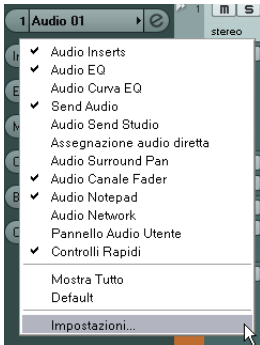 1 Audio 01
1 m s
stereo
Audio Inserts
Audio EQ
Audio Curva EQ
Send Audio
Audio Send Studio
Assegnazione audio diretta
Audio Surround Pan
Audio Canale Fader
Audio Notepad
Audio Network
Pannello Audio Utente
Controlli Rapidi
Mostra Tutto
Default
Impostazioni...